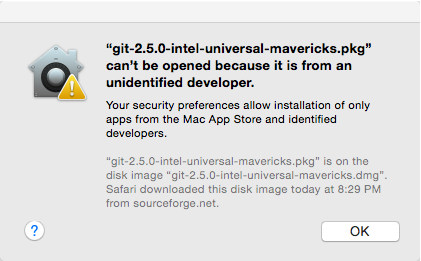 “git-2.5.0-intel-universal-mavericks.pkg”
can’t be opened because it is from an
unidentified developer.
Your security preferences allow installation of only
apps from the Mac App Store and identified
developers.
“git-2.5.0-intel-universal-mavericks.pkg” is on the
disk image “git-2.5.0-intel-universal-mavericks.dmg”.
Safari downloaded this disk image today at 8:29 PM
from sourceforge.net.
?
OK